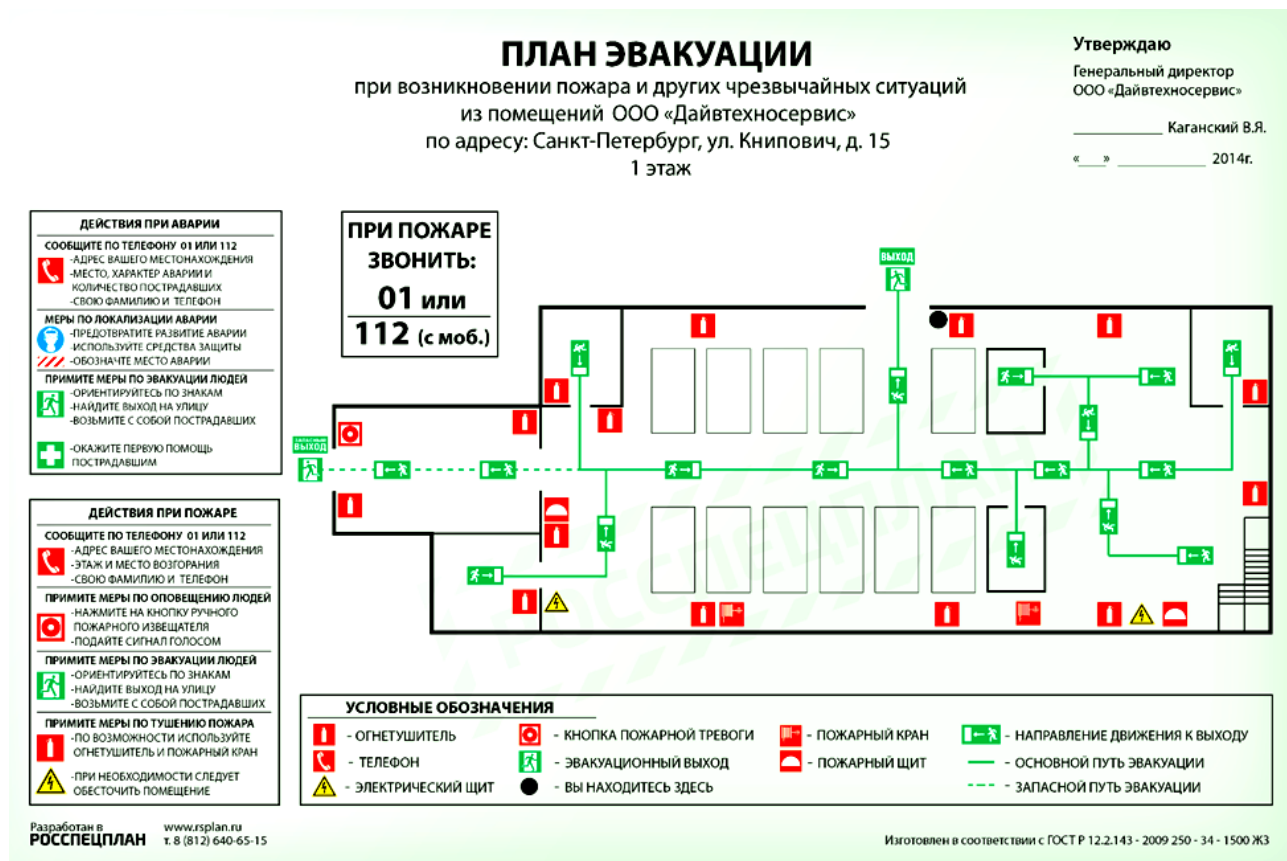 ПЛАН ЭВАКУАЦИИ
при возникновении пожара и других чрезвычайных ситуаций
из помещений ООО «Дайвтехносервис»
по адресу: Санкт-Петербург, ул. Книпович, д. 15
1 этаж
Утверждаю
Генеральный директор
ООО «Дайвтехносервис»
____________ Каганский В.Я.
«___» ____________ 2014г.
ДЕЙСТВИЯ ПРИ АВАРИИ
СООБЩИТЕ ПО ТЕЛЕФОНУ 01 ИЛИ 112
-АДРЕС ВАШЕГО МЕСТОНАХОЖДЕНИЯ
-МЕСТО, ХАРАКТЕР АВАРИИ И
КОЛИЧЕСТВО ПОСТРАДАВШИХ
-СВОЮ ФАМИЛИЮ И ТЕЛЕФОН
МЕРЫ ПО ЛОКАЛИЗАЦИИ АВАРИИ
-ПРЕДОТВРАТИТЕ РАЗВИТИЕ АВАРИИ
-ИСПОЛЬЗУЙТЕ СРЕДСТВА ЗАЩИТЫ
-ОБОЗНАЧТЕ МЕСТО АВАРИИ
ПРИМИТЕ МЕРЫ ПО ЭВАКУАЦИИ ЛЮДЕЙ
-ОРИЕНТИРУЙТЕСЬ ПО ЗНАКАМ
-НАЙДИТЕ ВЫХОД НА УЛИЦУ
-ВОЗЬМИТЕ С СОБОЙ ПОСТРАДАВШИХ
-ОКАЖИТЕ ПЕРВУЮ ПОМОЩЬ
ПОСТРАДАВШИМ
ПРИ ПОЖАРЕ
ЗВОНИТЬ:
01 или
112 (с моб.)
ВЫХОД
ЗАПАСНОЙ
ВЫХОД
РОССПЕЦПЛАН
ДЕЙСТВИЯ ПРИ ПОЖАРЕ
СООБЩИТЕ ПО ТЕЛЕФОНУ 01 ИЛИ 112
-АДРЕС ВАШЕГО МЕСТОНАХОЖДЕНИЯ
-ЭТАЖ И МЕСТО ВОЗГОРАНИЯ
-СВОЮ ФАМИЛИЮ И ТЕЛЕФОН
ПРИМИТЕ МЕРЫ ПО ОПОВЕЩЕНИЮ ЛЮДЕЙ
-НАЖМИТЕ НА КНОПКУ РУЧНОГО
ПОЖАРНОГО ИЗВЕЩАТЕЛЯ
-ПОДАЙТЕ СИГНАЛ ГОЛОСОМ
ПРИМИТЕ МЕРЫ ПО ЭВАКУАЦИИ ЛЮДЕЙ
-ОРИЕНТИРУЙТЕСЬ ПО ЗНАКАМ
-НАЙДИТЕ ВЫХОД НА УЛИЦУ
-ВОЗЬМИТЕ С СОБОЙ ПОСТРАДАВШИХ
ПРИМИТЕ МЕРЫ ПО ТУШЕНИЮ ПОЖАРА
-ПО ВОЗМОЖНОСТИ ИСПОЛЬЗУЙТЕ
ОГНЕТУШИТЕЛЬ И ПОЖАРНЫЙ КРАН
-ПРИ НЕОБХОДИМОСТИ СЛЕДУЕТ
ОБЕСТОЧИТЬ ПОМЕЩЕНИЕ
УСЛОВНЫЕ ОБОЗНАЧЕНИЯ
- ОГНЕТУШИТЕЛЬ
- ТЕЛЕФОН
- ЭЛЕКТРИЧЕСКИЙ ЩИТ
- КНОПКА ПОЖАРНОЙ ТРЕВОГИ
- ЭВАКУАЦИОННЫЙ ВЫХОД
- ВЫ НАХОДИТЕСЬ ЗДЕСЬ
- ПОЖАРНЫЙ КРАН
- ПОЖАРНЫЙ ЩИТ
- НАПРАВЛЕНИЕ ДВИЖЕНИЯ К ВЫХОДУ
- ОСНОВНОЙ ПУТЬ ЭВАКУАЦИИ
- ЗАПАСНОЙ ПУТЬ ЭВАКУАЦИИ
Разработан в
РОССПЕЦПЛАН
www.rsplan.ru
т. 8 (812) 640-65-15
Изготовлен в соответствии с ГОСТ Р 12.2.143 - 2009 250 - 34 - 1500 ЖЗ